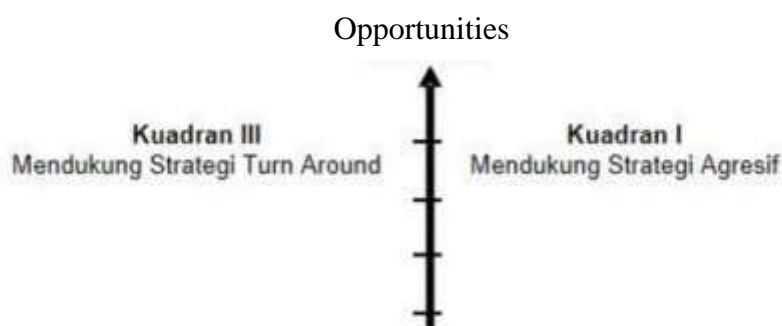 Opportunities
Kuadran III
Mendukung Strategi Turn Around
Kuadran I
Mendukung Strategi Agresif